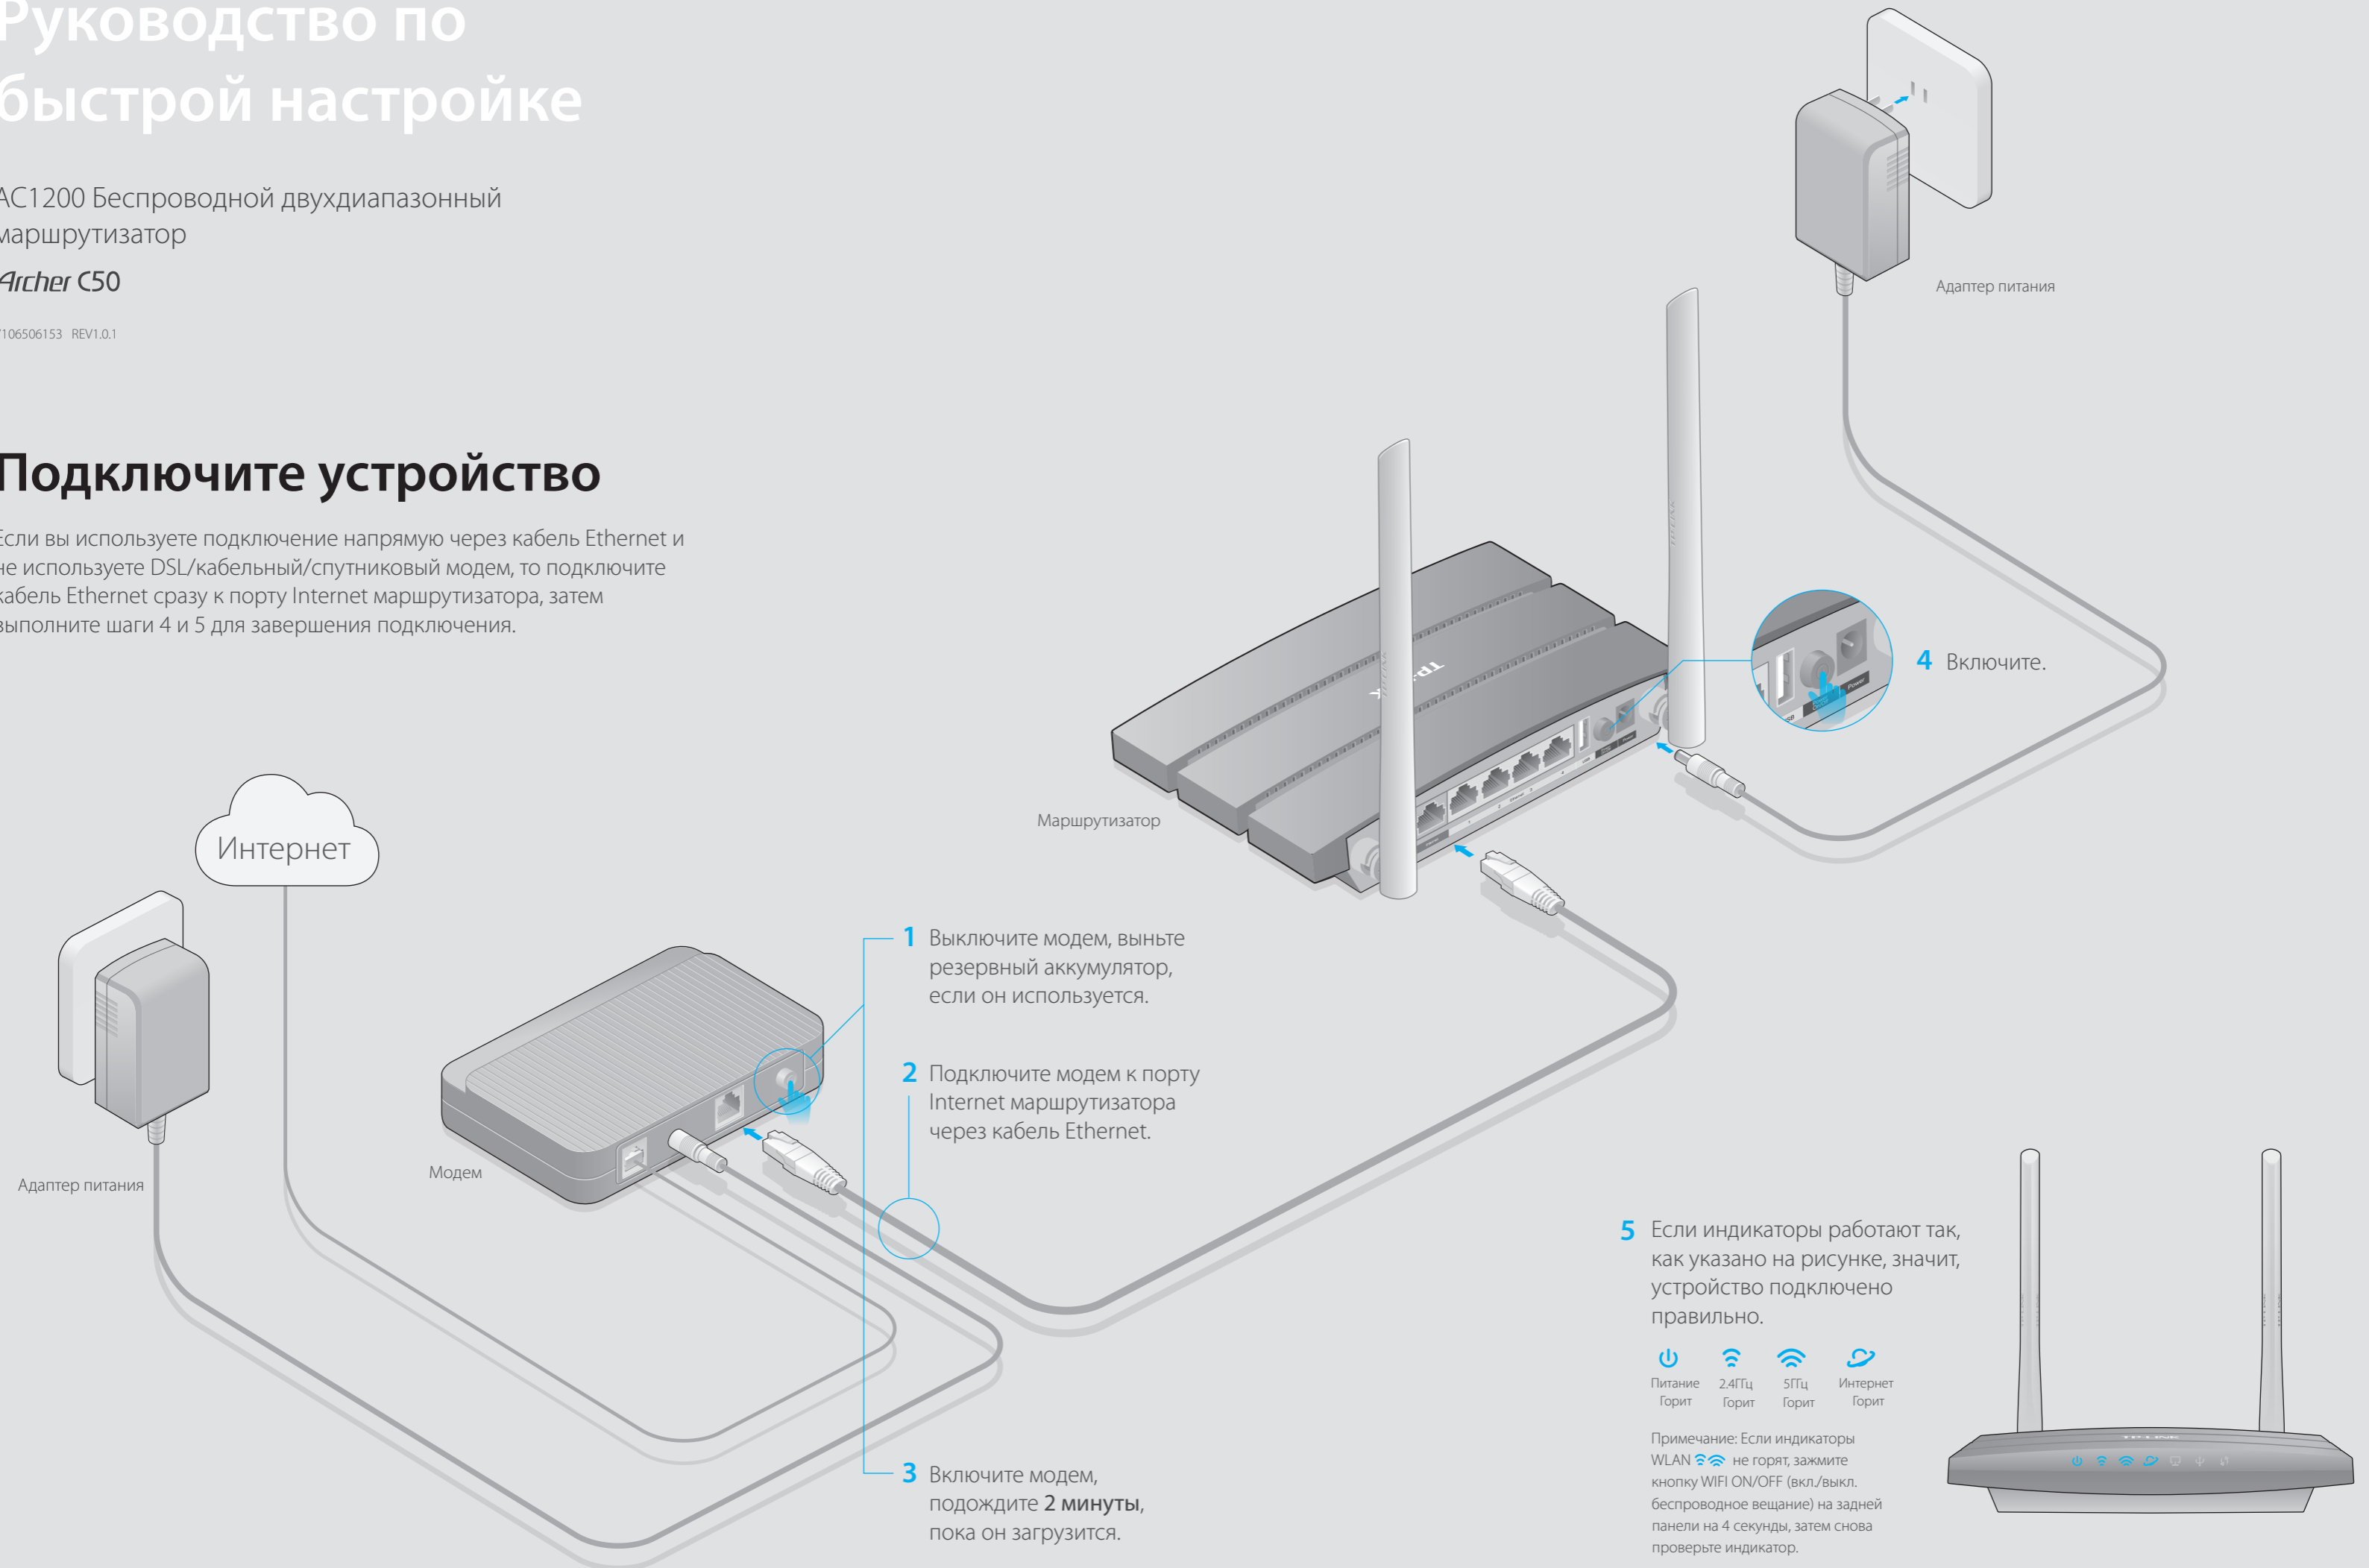 Руководство по
быстрой настройке
AC1200 Беспроводной двухдиапазонный
маршрутизатор
Archer C50
7106506153 REV1.0.1
Подключите устройство
Если вы используете подключение напрямую через кабель Ethernet и
не используете DSL/кабельный/спутниковый модем, то подключите
кабель Ethernet сразу к порту Internet маршрутизатора, затем
выполните шаги 4 и 5 для завершения подключения.
Адаптер питания
4 Включите.
Power
USB
Маршрутизатор
Интернет
1 Выключите модем, выньте
резервный аккумулятор,
если он используется.
2 Подключите модем к порту
Internet маршрутизатора
через кабель Ethernet.
Модем
Адаптер питания
3 Включите модем,
подождите 2 минуты,
пока он загрузится.
5 Если индикаторы работают так,
как указано на рисунке, значит,
устройство подключено
правильно.
Питание 2.4ГГц 5ГГц Интернет
Горит Горит Горит Горит
Примечание: Если индикаторы
WLAN не горят, зажмите
кнопку WIFI ON/OFF (вкл./выкл.
беспроводное вещание) на задней
панели на 4 секунды, затем снова
проверьте индикатор.
TP-LINK